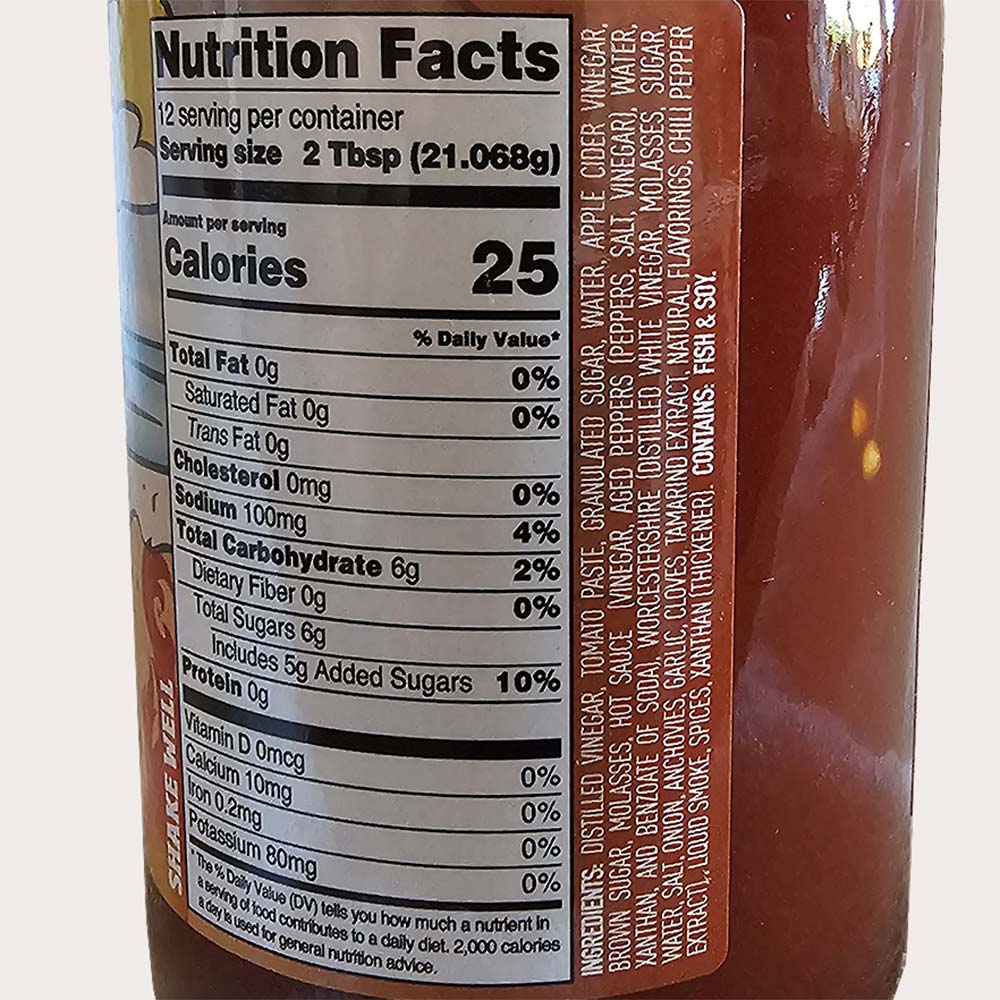 Nutrition Facts
12 serving per container
Serving size 2 Tbsp (21.068g)
Amount per serving
Calories 25
% Daily Value*
Total Fat 0g 0%
Saturated Fat 0g 0%
Trans Fat 0g
Cholesterol 0mg 0%
Sodium 100mg 4%
Total Carbohydrate 6g 2%
Dietary Fiber 0g 0%
Total Sugars 6g
Includes 5g Added Sugars 10%
Protein 0g
Vitamin D 0mcg 0%
Calcium 10mg 0%
Iron 0.2mg 0%
Potassium 80mg 0%
*The % Daily Value (DV) tells you how much a nutrient in
a serving of food contributes to a daily diet. 2,000 calories
a day is used for general nutrition advice.
SHAKE WELL
INGREDIENTS: DISTILLED VINEGAR, TOMATO PASTE, GRANULATED SUGAR, WATER, APPLE CIDER VINEGAR,
BROWN SUGAR, MOLASSES, HOT SAUCE (VINEGAR, AGED PEPPERS [PEPPERS, SALT, VINEGAR], WATER,
XANTHAN, AND BENZOATE OF SODA), WORCESTERSHIRE (DISTILLED WHITE VINEGAR, MOLASSES, SUGAR,
WATER, SALT, ONION, ANCHOVIES, GARLIC, CLOVES, TAMARIND EXTRACT, NATURAL FLAVORINGS, CHILI PEPPER
EXTRACT), LIQUID SMOKE, SPICES, XANTHAN (THICKENER). CONTAINS: FISH & SOY.